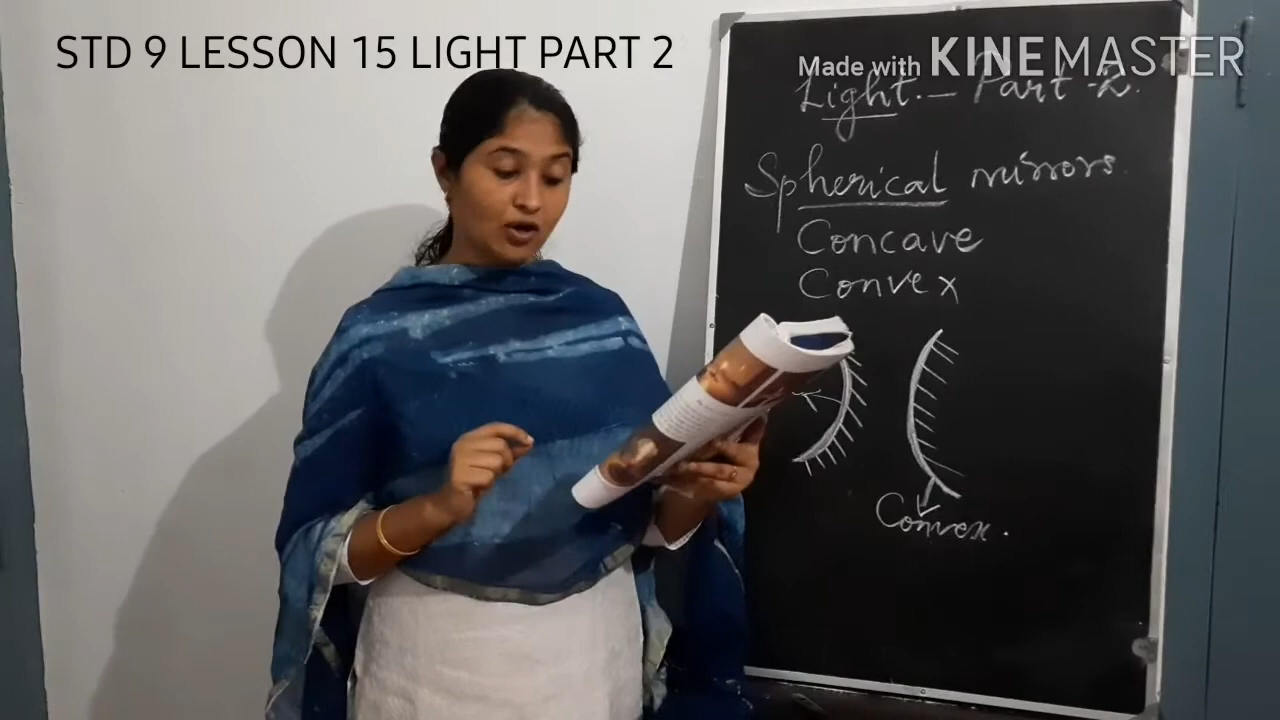 STD 9 LESSON 15 LIGHT PART 2
Made with KINEMASTER
Light.— Part-2.
Spherical mirrors.
Concave
Convex
Convex.